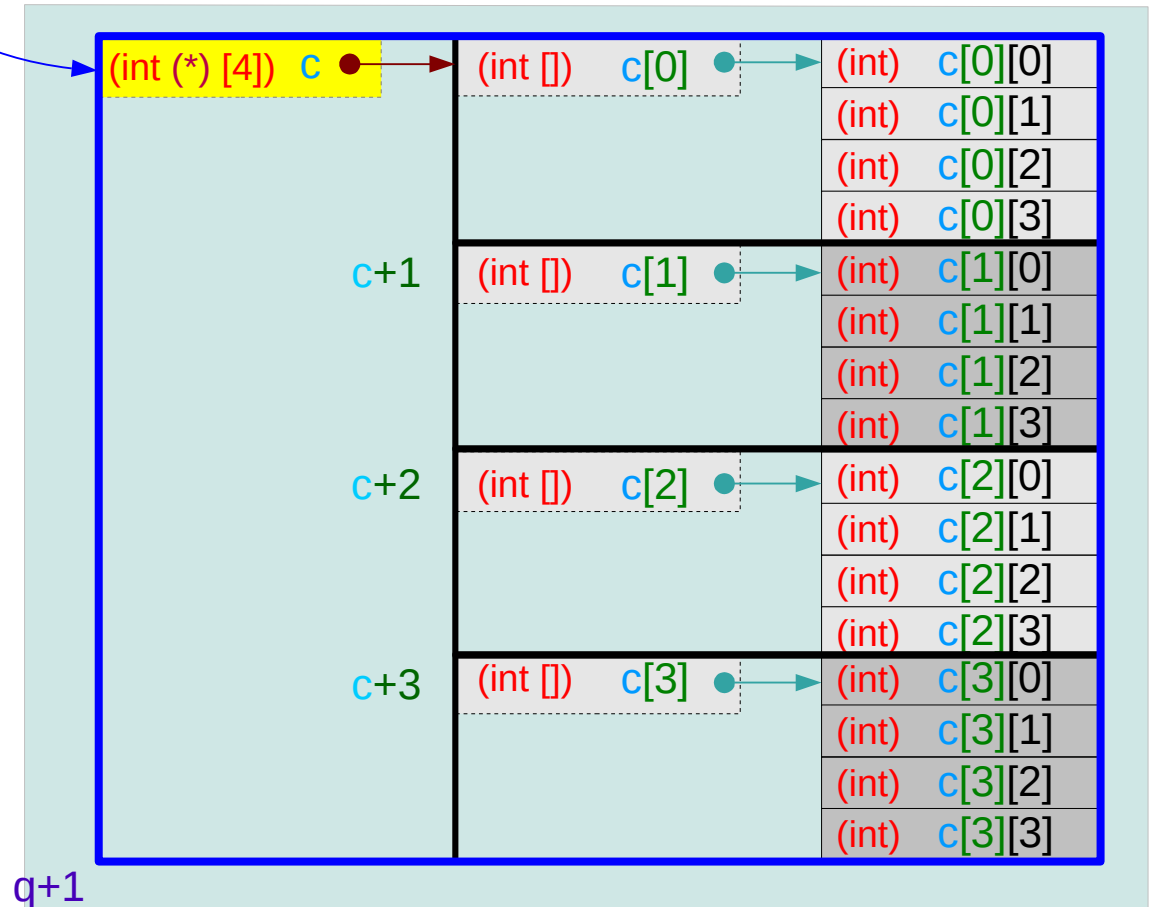 (int (*) [4]) c (int []) c[0] (int) c[0][0]
(int) c[0][1]
(int) c[0][2]
(int) c[0][3]
c+1 (int []) c[1] (int) c[1][0]
(int) c[1][1]
(int) c[1][2]
(int) c[1][3]
c+2 (int []) c[2] (int) c[2][0]
(int) c[2][1]
(int) c[2][2]
(int) c[2][3]
c+3 (int []) c[3] (int) c[3][0]
(int) c[3][1]
(int) c[3][2]
(int) c[3][3]
q+1